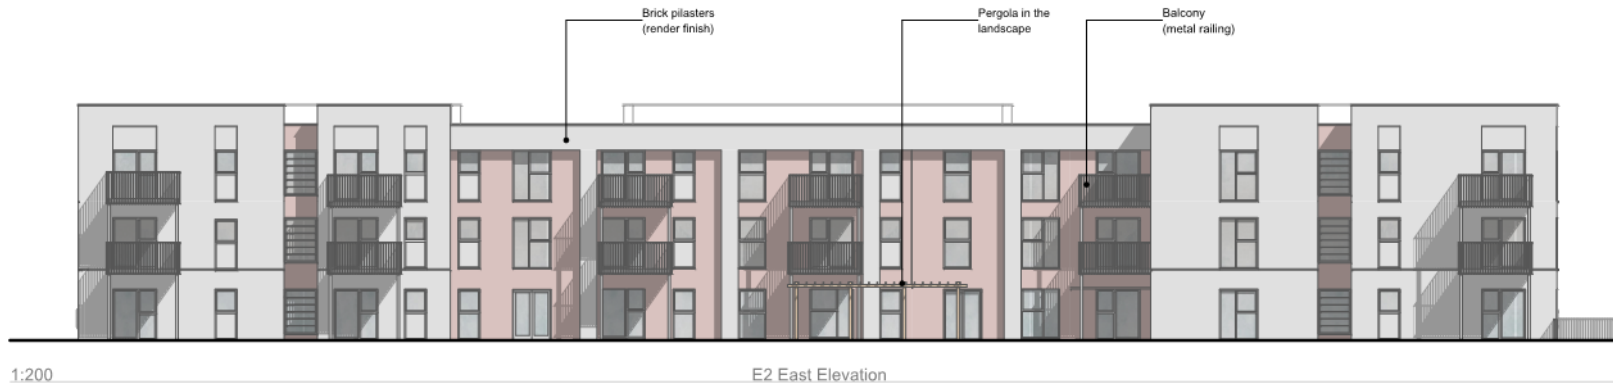 Brick pilasters
(render finish)
Pergola in the
landscape
Balcony
(metal railing)
1:200
E2 East Elevation